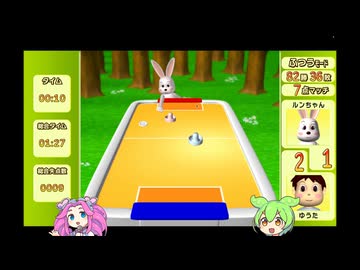 タイム
00:10
総合タイム
01:27
総合失点数
0009
ふつうモード
82勝36敗
7点マッチ
ルンちゃん
2
1
ゆうた